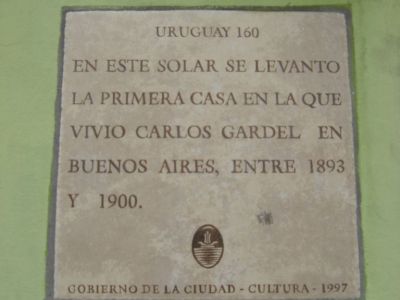 URUGUAY 160
EN ESTE SOLAR SE LEVANTO
LA PRIMERA CASA EN LA QUE
VIVIO CARLOS GARDEL EN
BUENOS AIRES, ENTRE 1893
Y 1900.
GOBIERNO DE LA CIUDAD - CULTURA - 1997